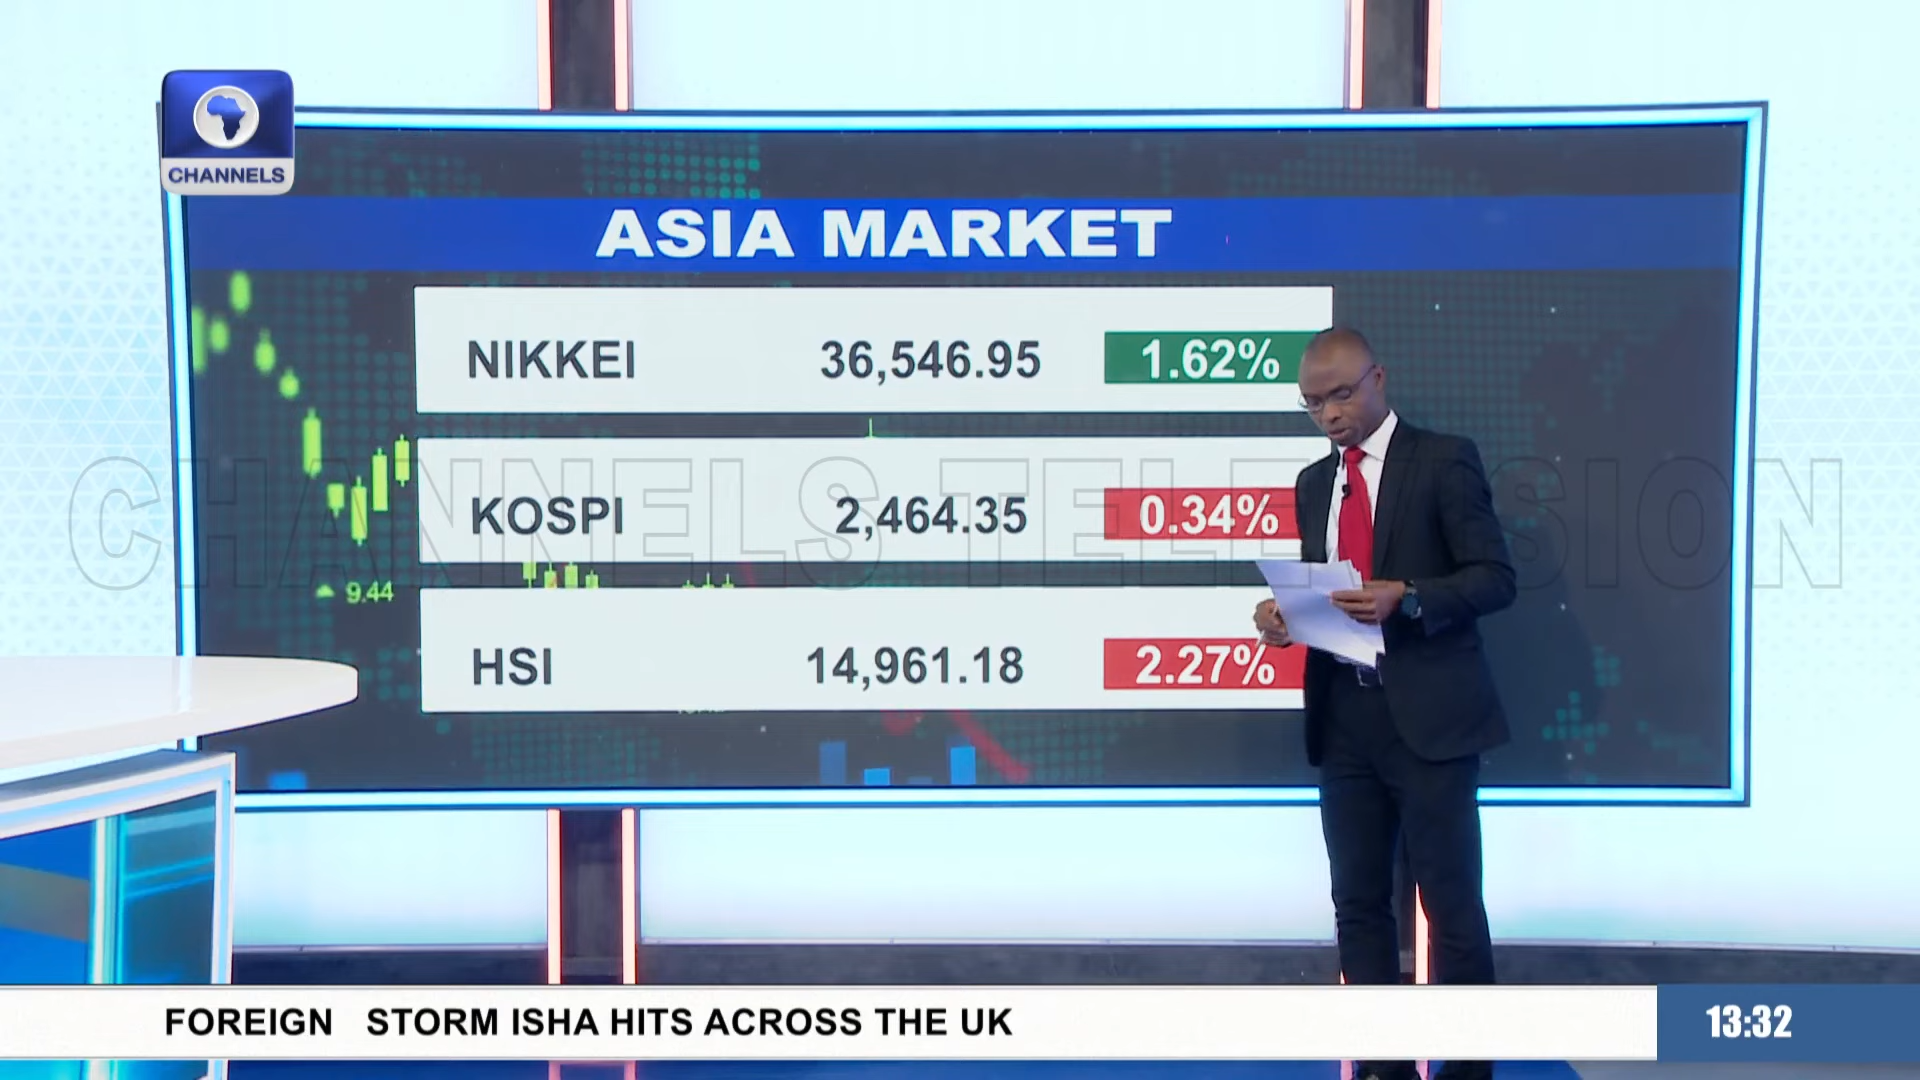 CHANNELS
ASIA MARKET
NIKKEI 36,546.95 1.62%
KOSPI 2,464.35 0.34%
CHANNELS TELEVISION
9.44
HSI 14,961.18 2.27%
FOREIGN STORM ISHA HITS ACROSS THE UK 13:32